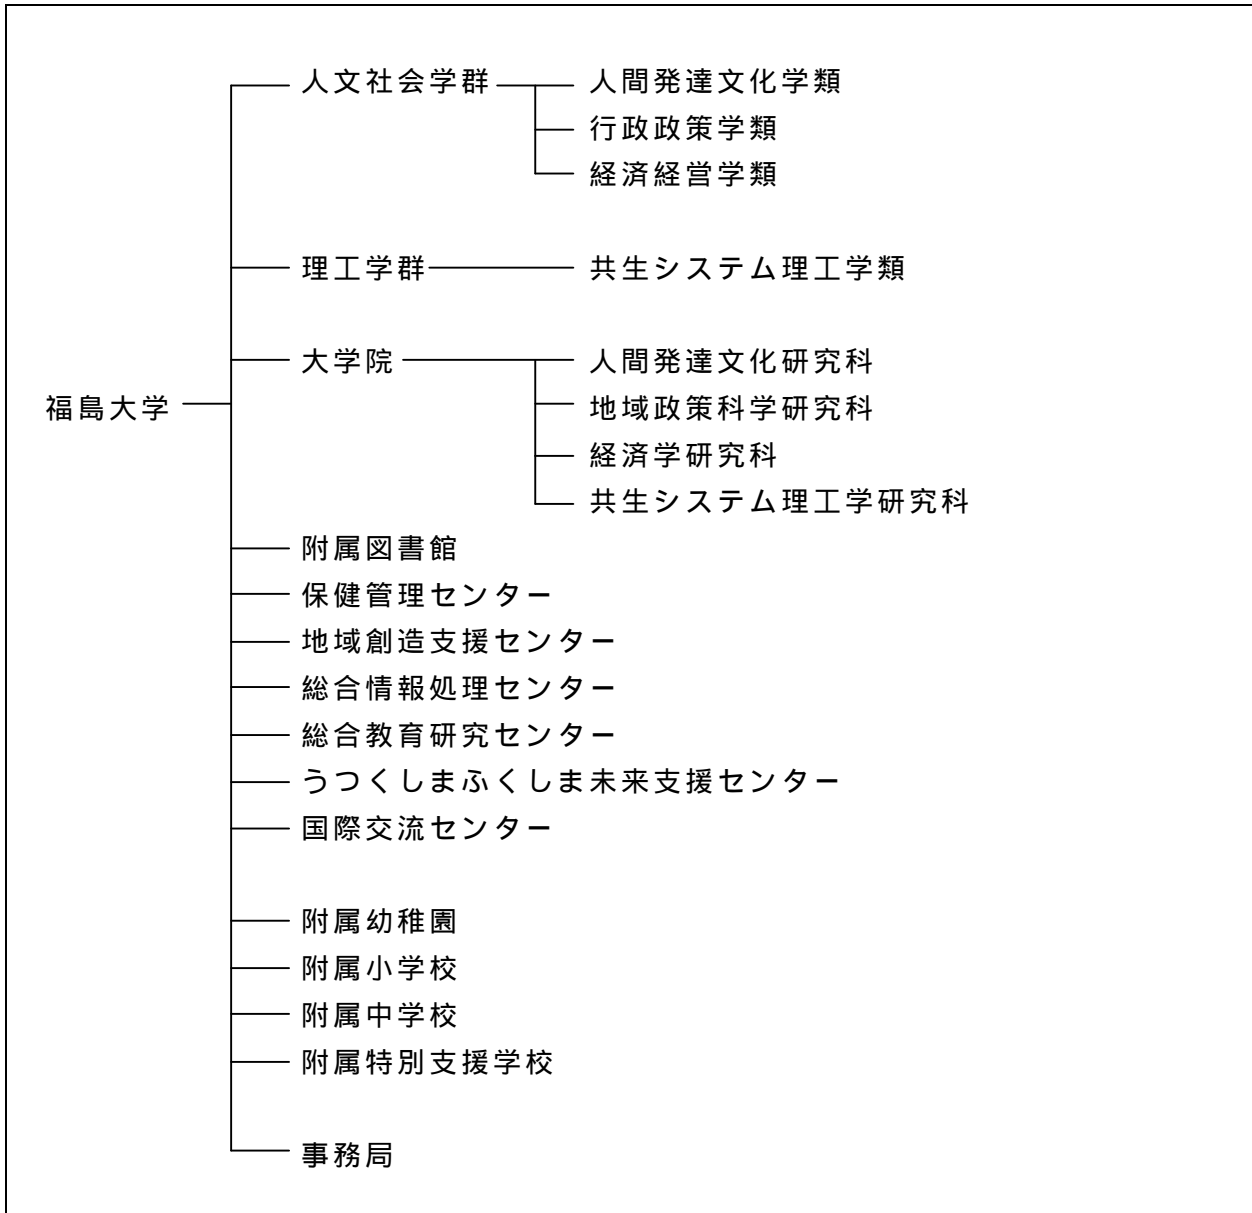 人文社会学群
人間発達文化学類
行政政策学類
経済経営学類
理工学群
共生システム理工学類
大学院
人間発達文化研究科
福島大学
地域政策科学研究科
経済学研究科
共生システム理工学研究科
附属図書館
保健管理センター
地域創造支援センター
総合情報処理センター
総合教育研究センター
うつくしまふくしま未来支援センター
国際交流センター
附属幼稚園
附属小学校
附属中学校
附属特別支援学校
事務局